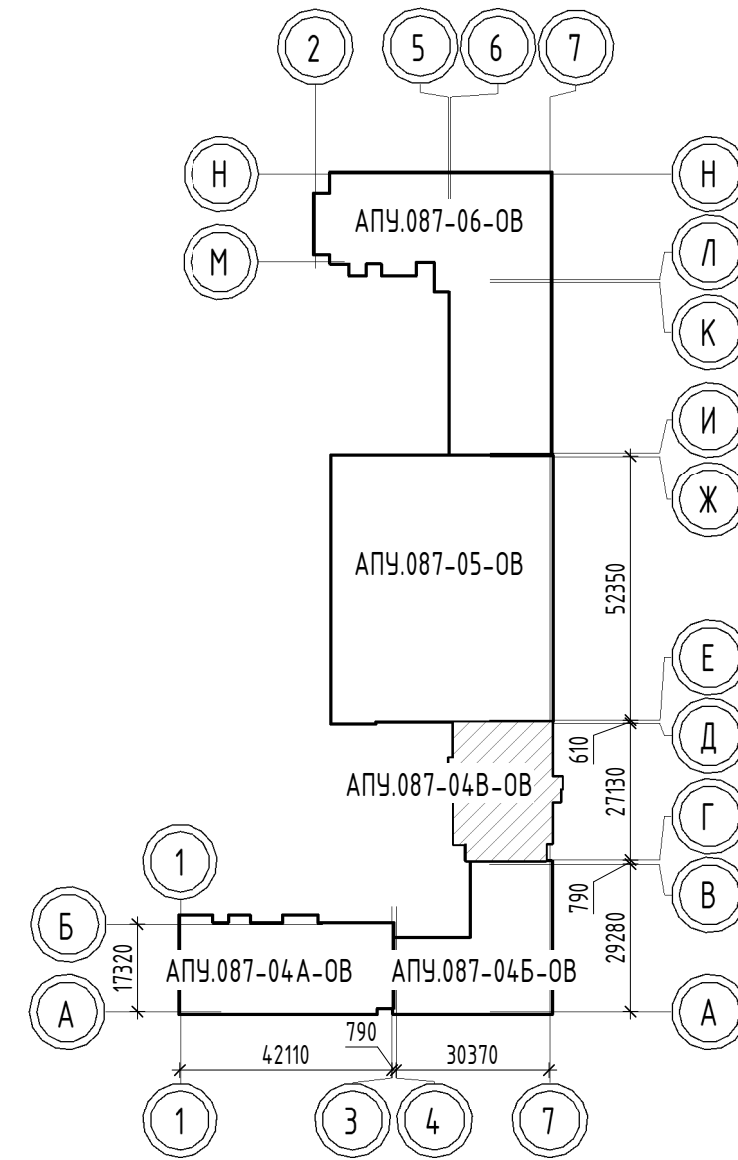 2
5
6
7
Н
Н
АПУ.087-06-ОВ
Л
М
К
И
Ж
АПУ.087-05-ОВ
52350
Е
610
Д
АПУ.087-04В-ОВ
27130
Г
1
790
В
Б
29280
17320
АПУ.087-04А-ОВ
АПУ.087-04Б-ОВ
А
А
790
42110
30370
1
3
4
7